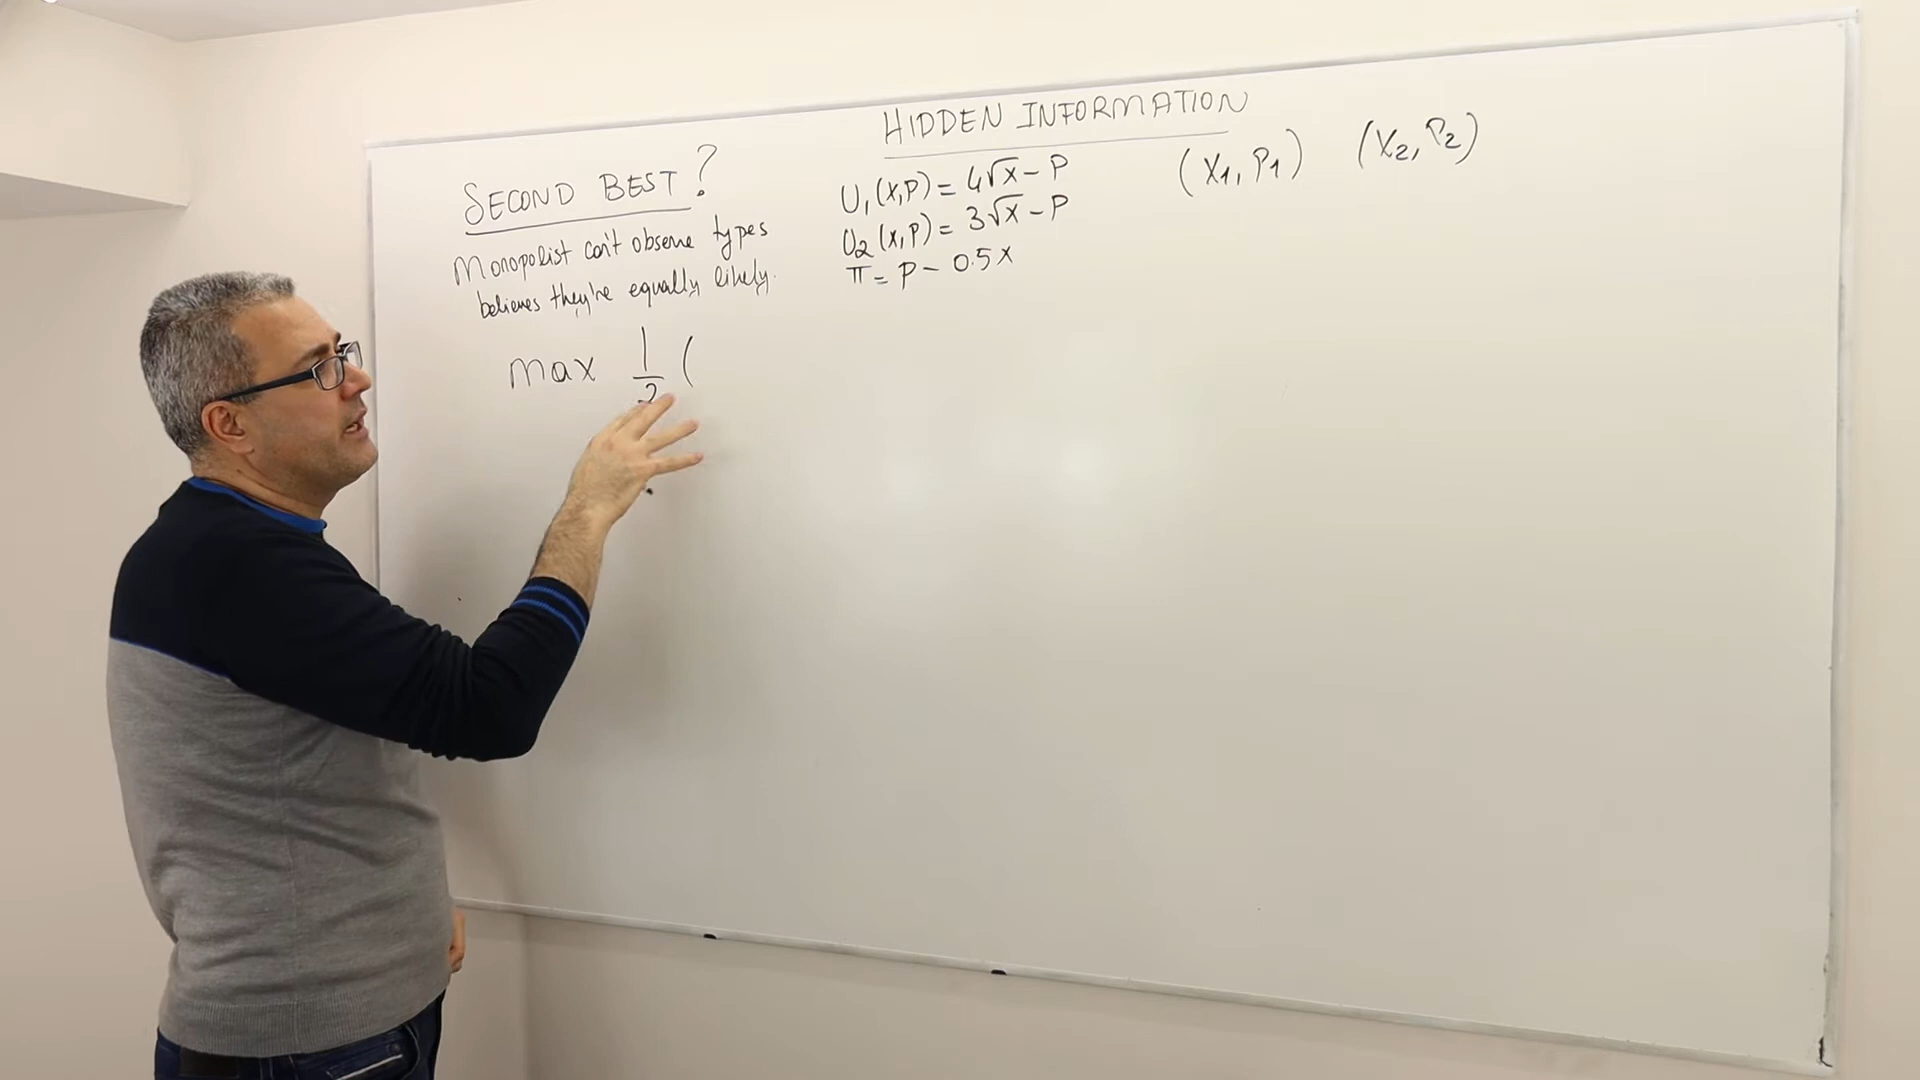 HIDDEN INFORMATION
SECOND BEST?
Monopolist can't observe types
believes they're equally likely.
max 1/2 (
U₁(x,p) = 4√x - P
U₂(x,p) = 3√x - P
π = P - 0.5x
(X₁, P₁) (X₂, P₂)